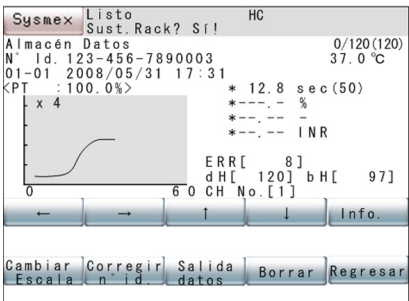 Sysmex Listo HC
Sust.Rack? Sí!
Almacén Datos 0/120(120)
N° Id. 123-456-7890003 37.0 °C
01-01 2008/05/31 17:31
<PT :100.0%> * 12.8 sec(50)
x 4 *---.-- %
*--.-- -
*--.-- INR
ERR[ 8]
dH[ 120] bH[ 97]
0 60 CH No.[1]
← → ↑ ↓ Info.
Cambiar Escala Corregir n° id. Salida datos Borrar Regresar